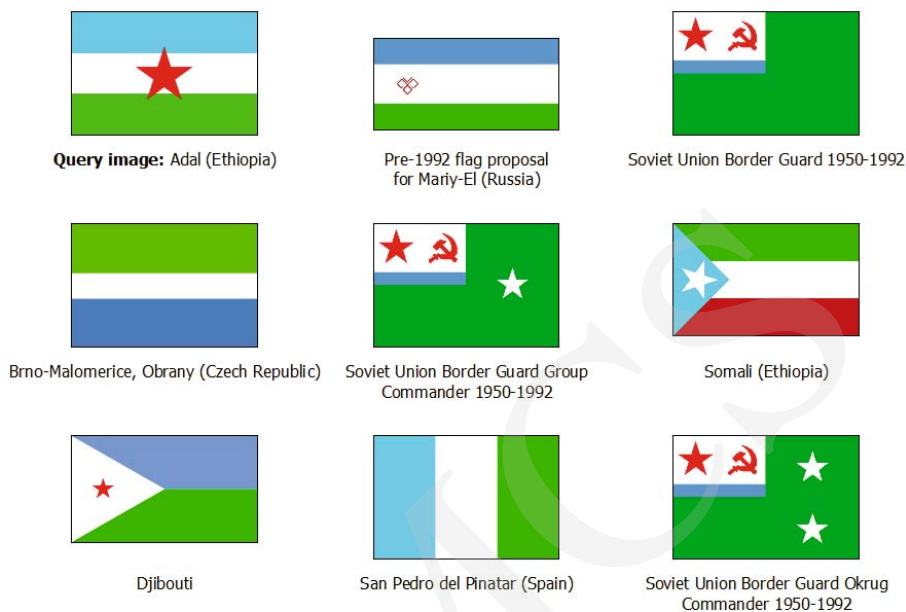 Query image: Adal (Ethiopia)
Pre-1992 flag proposal
for Mariy-El (Russia)
Soviet Union Border Guard 1950-1992
Brno-Malomerice, Obrany (Czech Republic)
Soviet Union Border Guard Group
Commander 1950-1992
Somali (Ethiopia)
Djibouti
San Pedro del Pinatar (Spain)
Soviet Union Border Guard Okrug
Commander 1950-1992